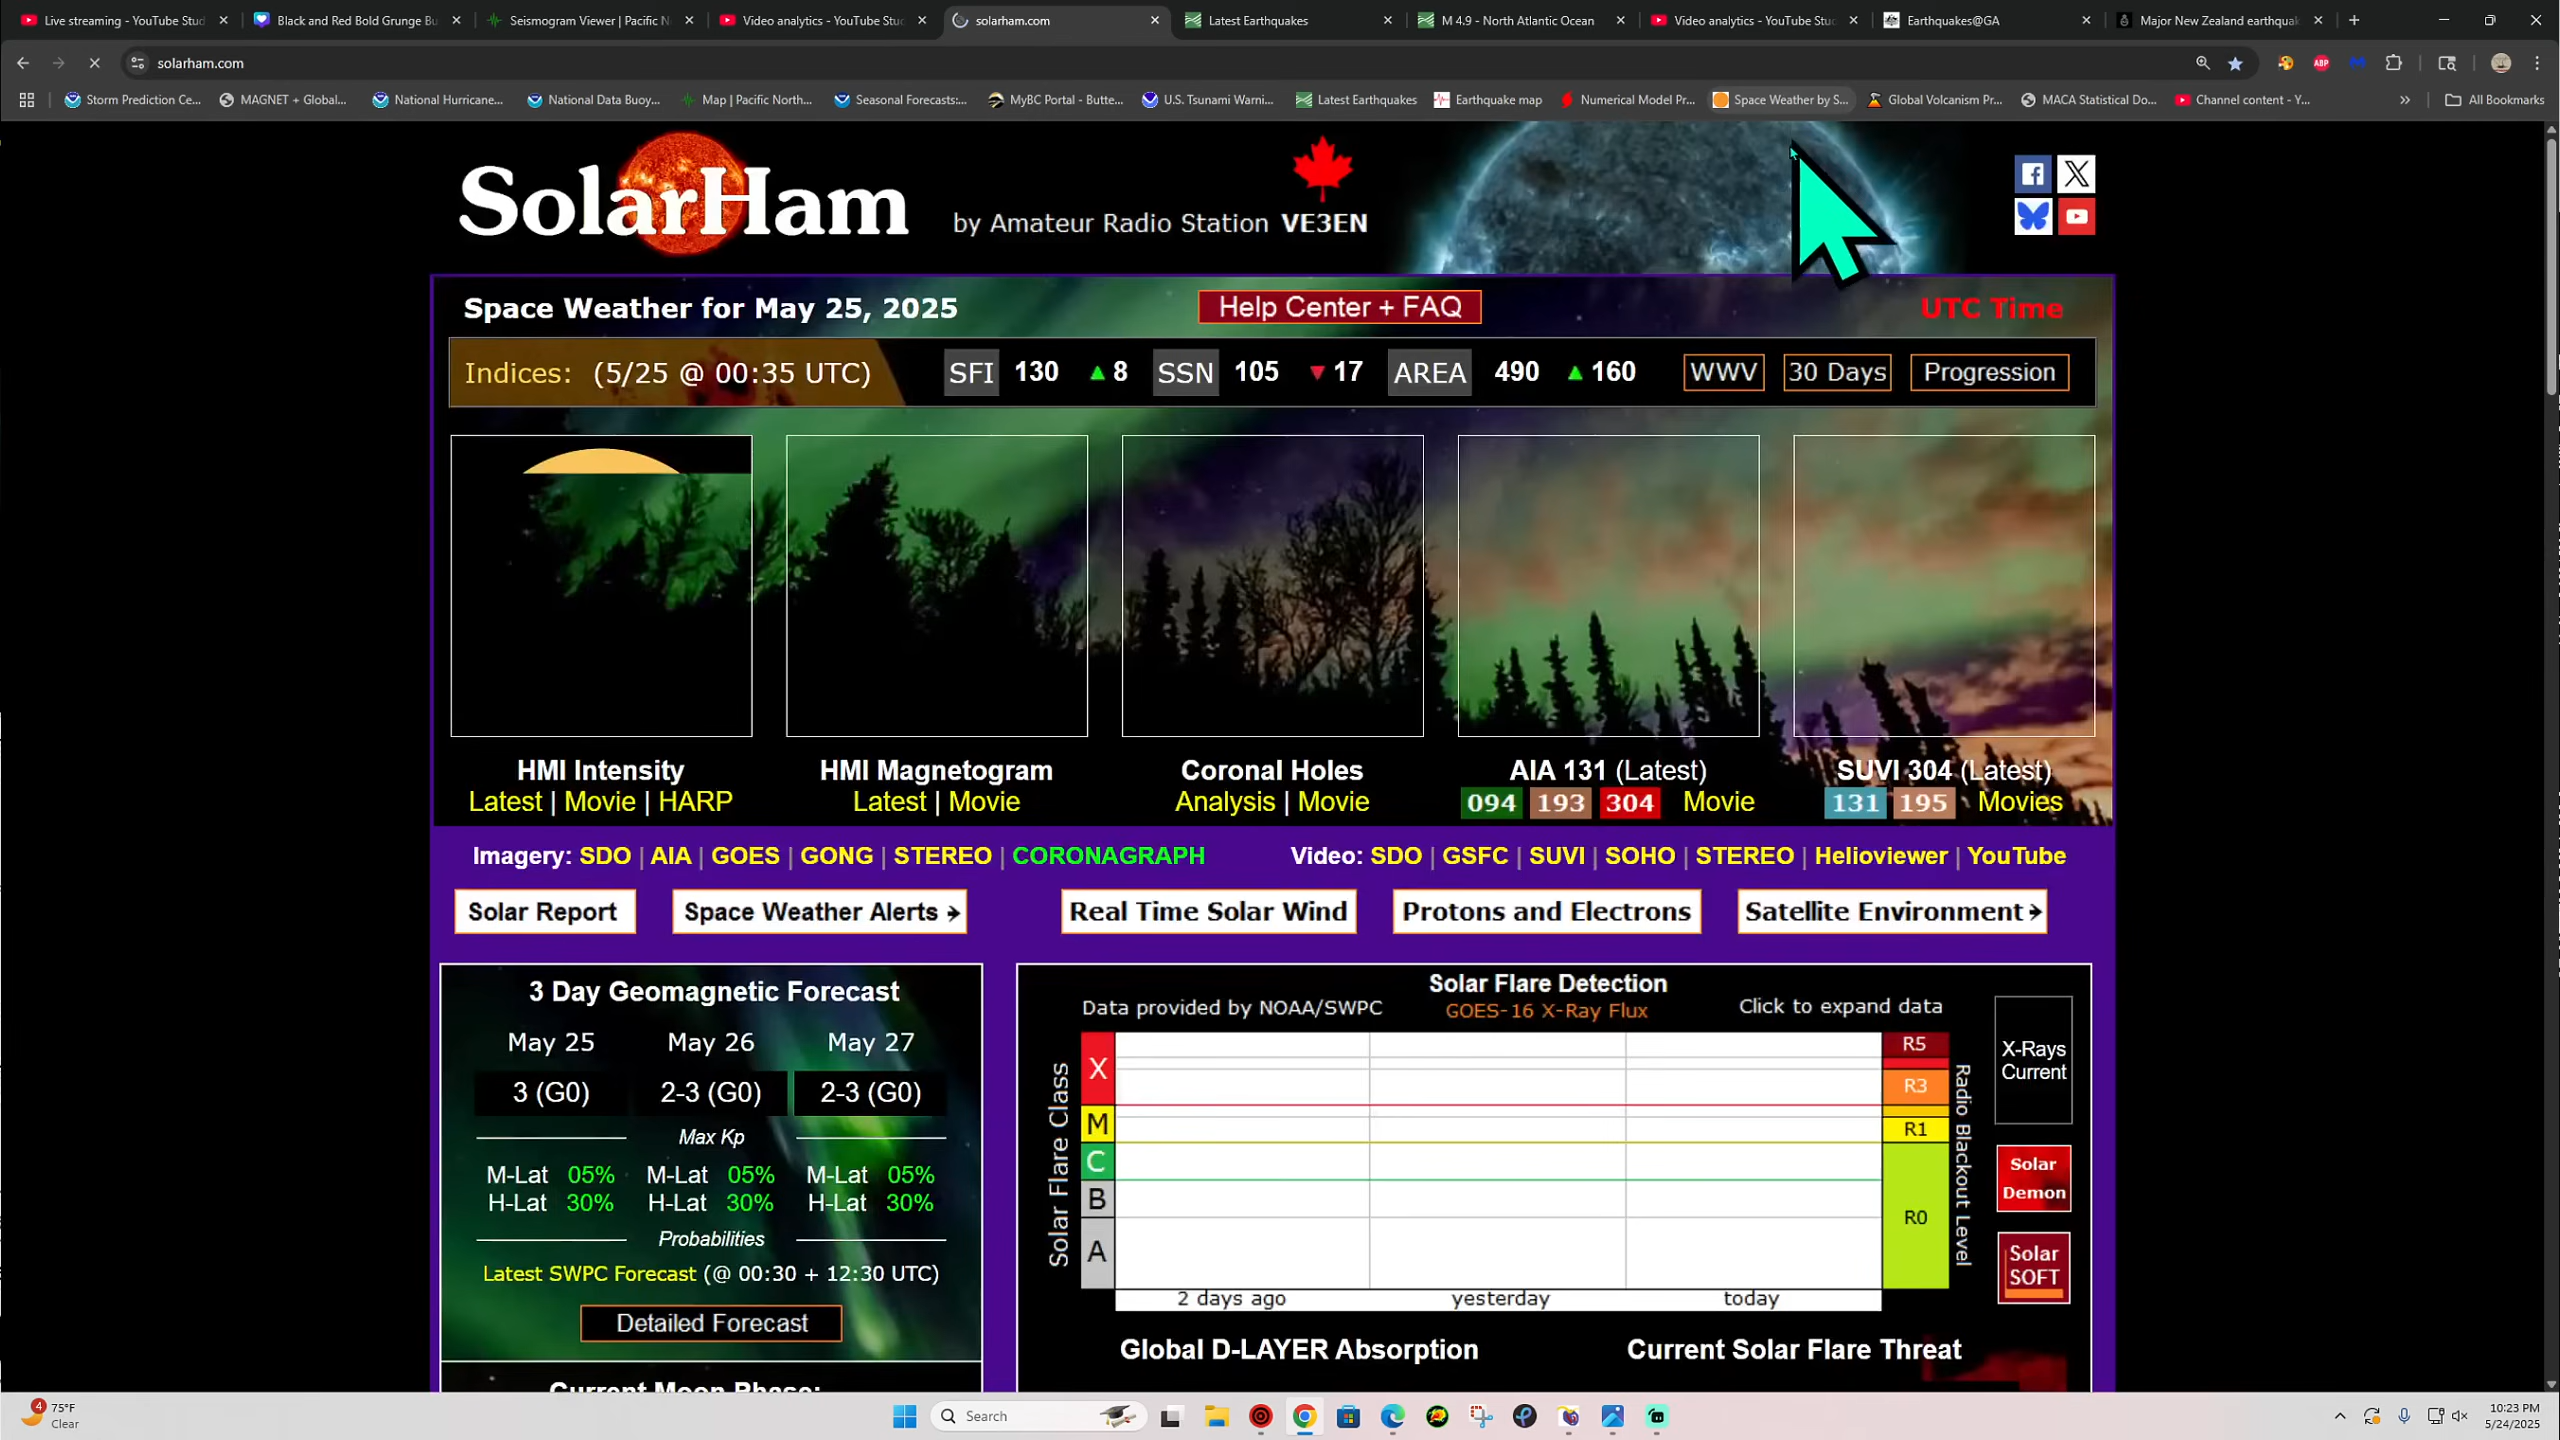 Live streaming - YouTube Stud
Black and Red Bold Grunge Bu
Seismogram Viewer | Pacific N
Video analytics - YouTube Stud
solarham.com
Latest Earthquakes
M 4.9 - North Atlantic Ocean
Video analytics - YouTube Stud
Earthquakes@GA
Major New Zealand earthquak
solarham.com
ABP
Storm Prediction Ce...
MAGNET + Global...
National Hurricane...
National Data Buoy...
Map | Pacific North...
Seasonal Forecasts:...
MyBC Portal - Butte...
U.S. Tsunami Warni...
Latest Earthquakes
Earthquake map
Numerical Model Pr...
Space Weather by S...
Global Volcanism Pr...
MACA Statistical Do...
Channel content - Y...
All Bookmarks
SolarHam
by Amateur Radio Station VE3EN
Space Weather for May 25, 2025
Help Center + FAQ
UTC Time
Indices: (5/25 @ 00:35 UTC)
SFI 130 ▲ 8 SSN 105 ▼ 17 AREA 490 ▲ 160
WWV 30 Days Progression
HMI Intensity
Latest | Movie | HARP
HMI Magnetogram
Latest | Movie
Coronal Holes
Analysis | Movie
AIA 131 (Latest)
094 193 304 Movie
SUVI 304 (Latest)
131 195 Movies
Imagery: SDO | AIA | GOES | GONG | STEREO | CORONAGRAPH
Video: SDO | GSFC | SUVI | SOHO | STEREO | Helioviewer | YouTube
Solar Report
Space Weather Alerts →
Real Time Solar Wind
Protons and Electrons
Satellite Environment →
3 Day Geomagnetic Forecast
May 25 May 26 May 27
3 (G0) 2-3 (G0) 2-3 (G0)
Max Kp
M-Lat 05% M-Lat 05% M-Lat 05%
H-Lat 30% H-Lat 30% H-Lat 30%
Probabilities
Latest SWPC Forecast (@ 00:30 + 12:30 UTC)
Detailed Forecast
Current Moon Phase:
Solar Flare Detection
Data provided by NOAA/SWPC
GOES-16 X-Ray Flux
Click to expand data
Solar Flare Class
X
M
C
B
A
R5
R3
R1
R0
Radio Blackout Level
2 days ago yesterday today
X-Rays
Current
Solar
Demon
Solar
SOFT
Global D-LAYER Absorption
Current Solar Flare Threat
4
75°F
Clear
Search
10:23 PM
5/24/2025